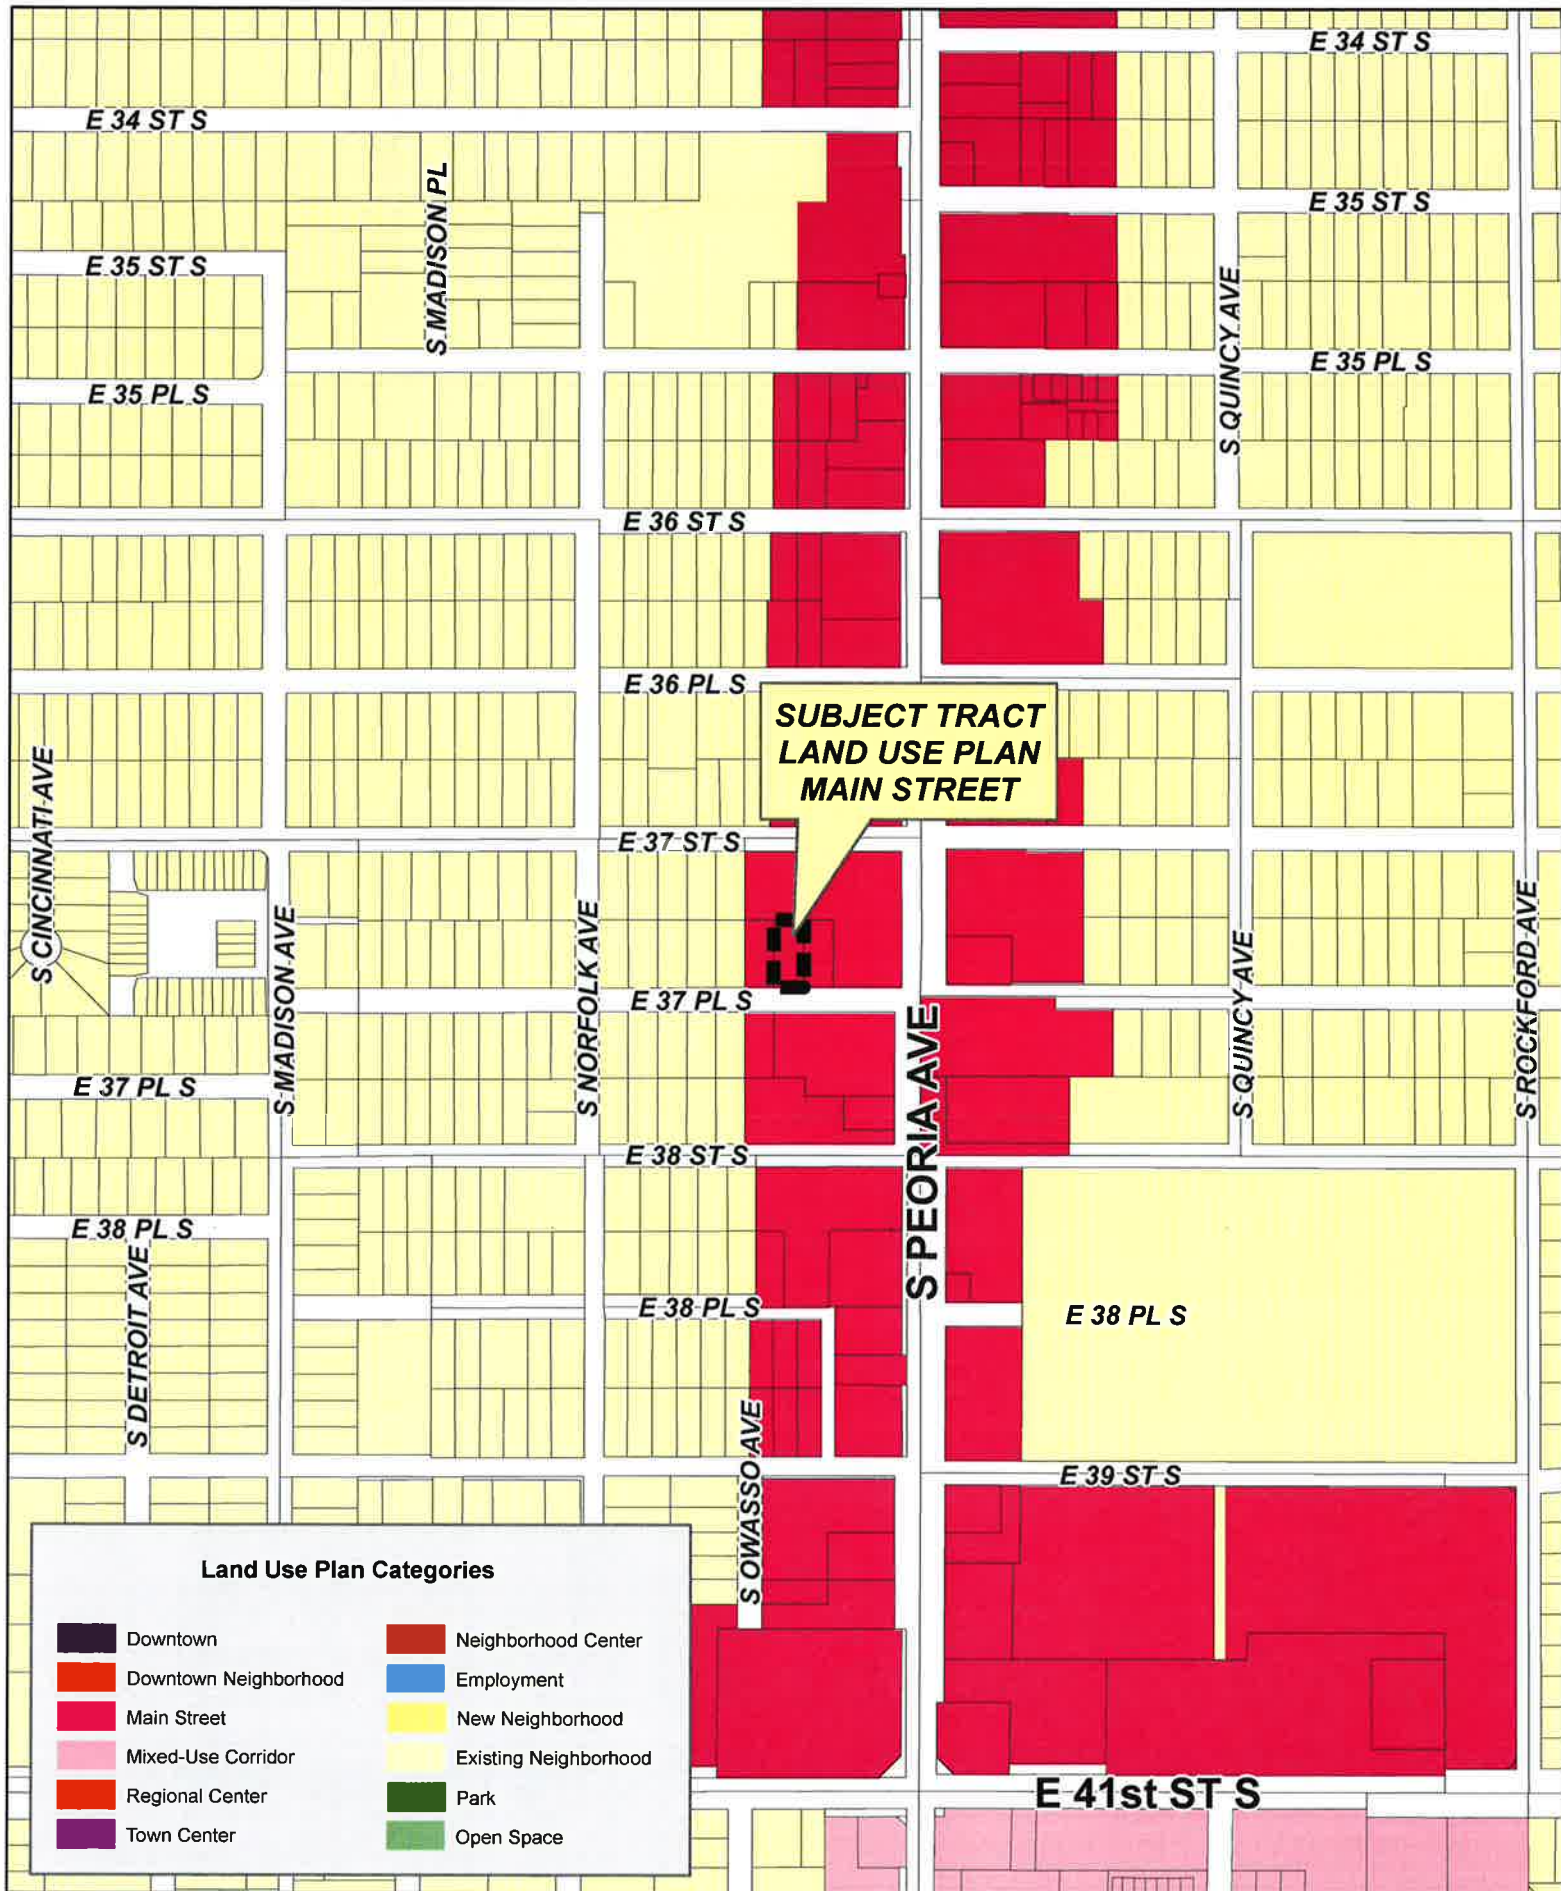 E 34 ST S
E 34 ST S
S MADISON PL
E 35 ST S
E 35 ST S
S QUINCY AVE
E 35 PL S
E 35 PL S
E 36 ST S
E 36 PL S
SUBJECT TRACT
LAND USE PLAN
MAIN STREET
S CINCINNATI AVE
E 37 ST S
S MADISON AVE
S NORFOLK AVE
E 37 PL S
S PEORIA AVE
S QUINCY AVE
S ROCKFORD AVE
E 37 PL S
E 38 ST S
E 38 PL S
S DETROIT AVE
E 38 PL S
E 38 PL S
S OWASSO AVE
E 39 ST S
Land Use Plan Categories
Downtown
Downtown Neighborhood
Main Street
Mixed-Use Corridor
Regional Center
Town Center
Neighborhood Center
Employment
New Neighborhood
Existing Neighborhood
Park
Open Space
E 41st ST S